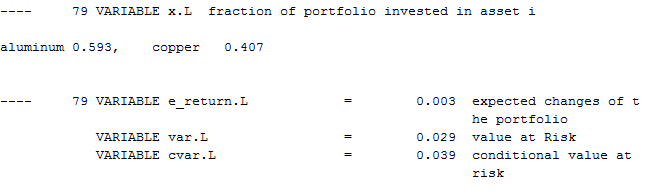 ----     79 VARIABLE x.L  fraction of portfolio invested in asset i
aluminum 0.593,    copper   0.407
----     79 VARIABLE e_return.L            =        0.003  expected changes of t
he portfolio
VARIABLE var.L                 =        0.029  value at Risk
VARIABLE cvar.L                =        0.039  conditional value at
risk